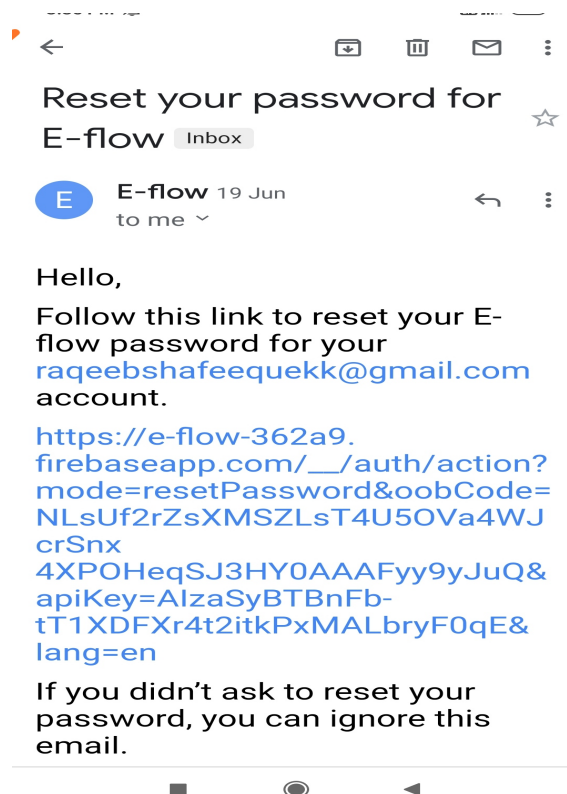 Reset your password for
E-flow Inbox
E
E-flow 19 Jun
to me
Hello,
Follow this link to reset your E-
flow password for your
raqeebshafeequekk@gmail.com
account.
https://e-flow-362a9.
firebaseapp.com/__/auth/action?
mode=resetPassword&oobCode=
NLsUf2rZsXMSZLsT4U5OVa4WJ
crSnx
4XPOHeqSJ3HY0AAAFyy9yJuQ&
apiKey=AIzaSyBTBnFb-
tT1XDFXr4t2itkPxMALbryF0qE&
lang=en
If you didn't ask to reset your
password, you can ignore this
email.